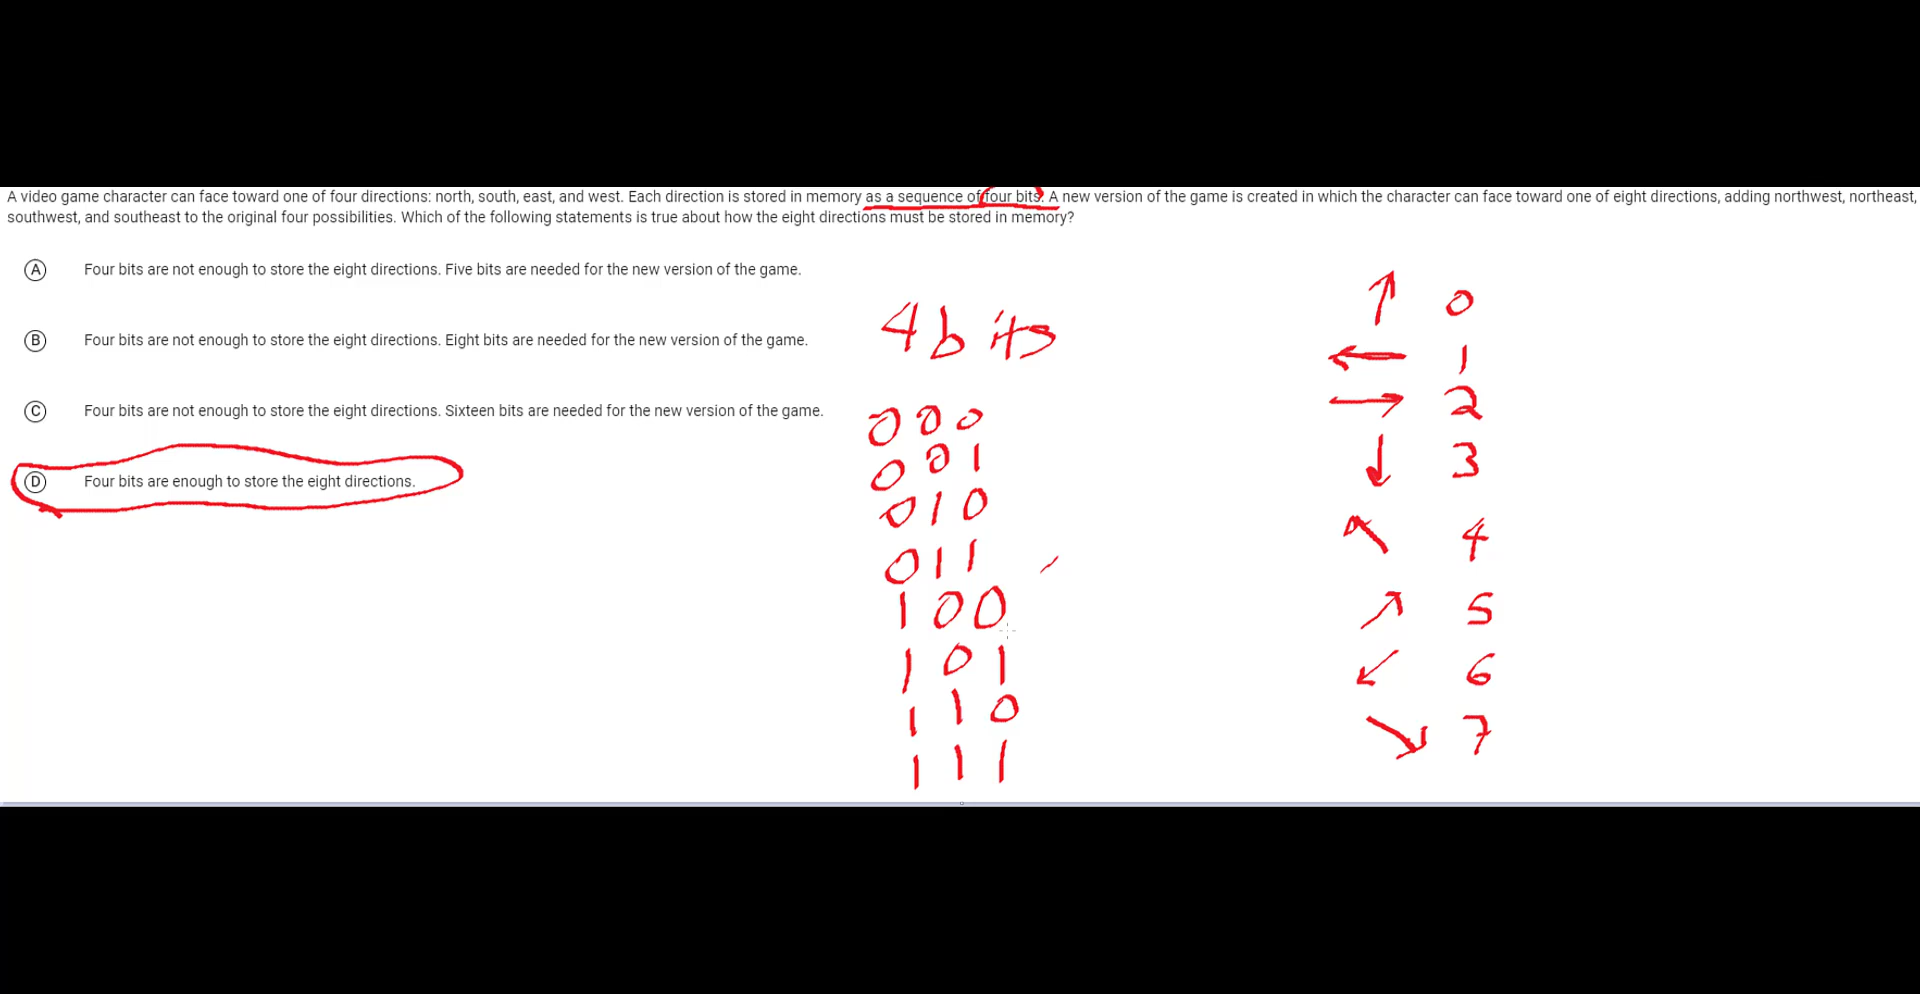 A video game character can face toward one of four directions: north, south, east, and west. Each direction is stored in memory as a sequence of four bits. A new version of the game is created in which the character can face toward one of eight directions, adding northwest, northeast,
southwest, and southeast to the original four possibilities. Which of the following statements is true about how the eight directions must be stored in memory?
A Four bits are not enough to store the eight directions. Five bits are needed for the new version of the game.
B Four bits are not enough to store the eight directions. Eight bits are needed for the new version of the game.
C Four bits are not enough to store the eight directions. Sixteen bits are needed for the new version of the game.
D Four bits are enough to store the eight directions.
4 bits
000
001
010
011
100
101
110
111
↑ 0
← 1
→ 2
↓ 3
↖ 4
↗ 5
↙ 6
↘ 7